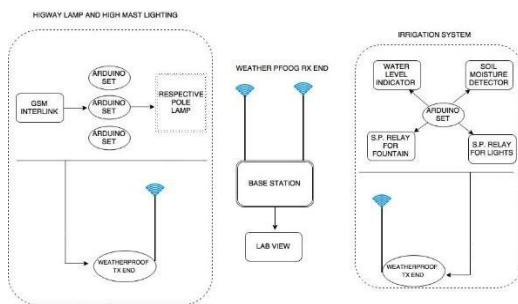 HIGWAY LAMP AND HIGH MAST LIGHTING
ARDUINO
SET
GSM
INTERLINK
ARDUINO
SET
RESPECTIVE
POLE
LAMP
ARDUINO
SET
WEATHERPROOF
TX END
WEATHER PFOOG RX END
BASE STATION
LAB VIEW
IRRIGATION SYSTEM
WATER
LEVEL
INDICATOR
SOIL
MOISTURE
DETECTOR
ARDUINO
SET
S.P. RELAY
FOR
FOUNTAIN
S.P. RELAY
FOR LIGHTS
WEATHERPROOF
TX END